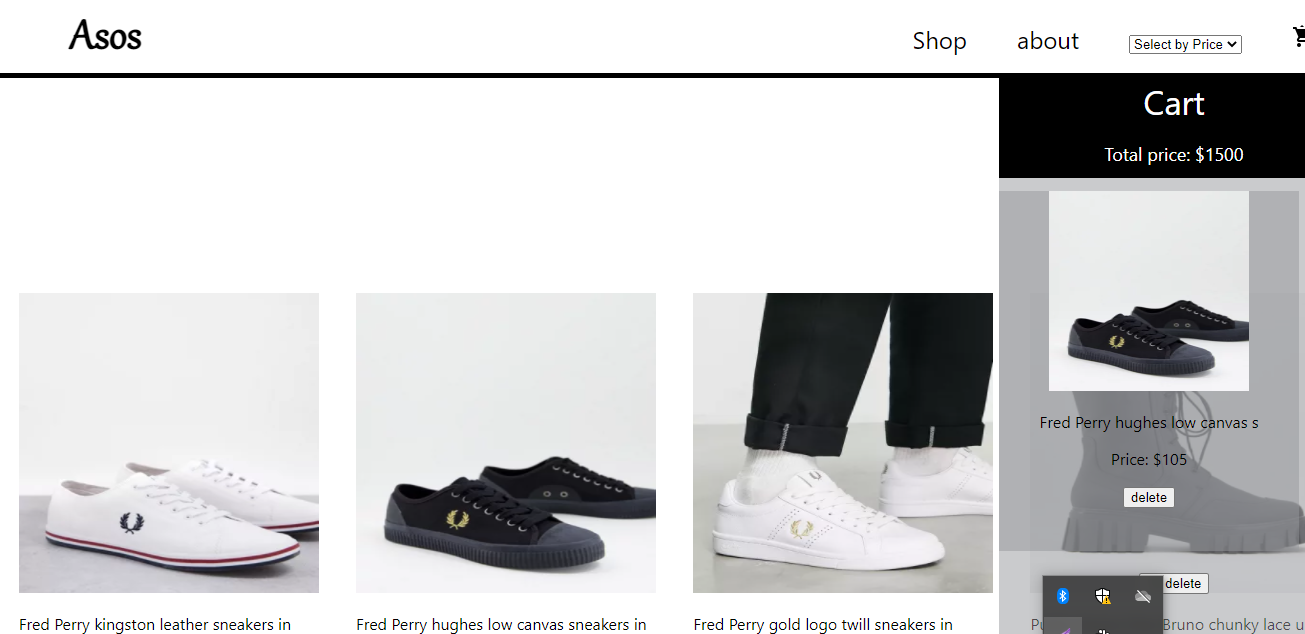 Asos
Shop
about
Select by Price
Cart
Total price: $1500
Fred Perry hughes low canvas s
Price: $105
delete
delete
Bruno chunky lace u
Fred Perry kingston leather sneakers in
Fred Perry hughes low canvas sneakers in
Fred Perry gold logo twill sneakers in